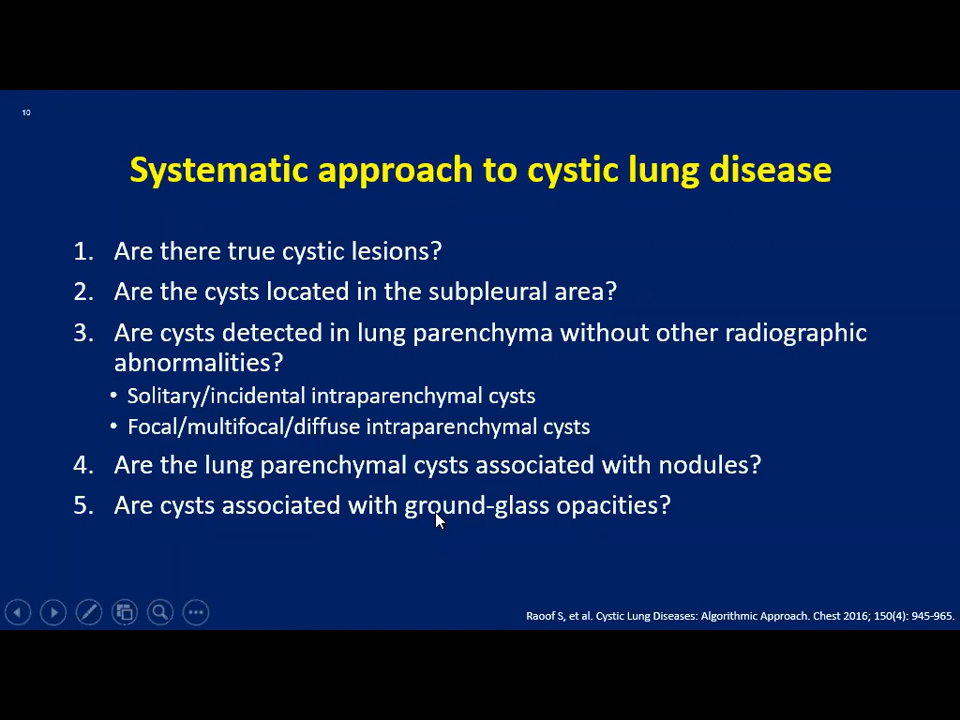 10
Systematic approach to cystic lung disease
1. Are there true cystic lesions?
2. Are the cysts located in the subpleural area?
3. Are cysts detected in lung parenchyma without other radiographic
abnormalities?
• Solitary/incidental intraparenchymal cysts
• Focal/multifocal/diffuse intraparenchymal cysts
4. Are the lung parenchymal cysts associated with nodules?
5. Are cysts associated with ground-glass opacities?
Raoof S, et al. Cystic Lung Diseases: Algorithmic Approach. Chest 2016; 150(4): 945-965.